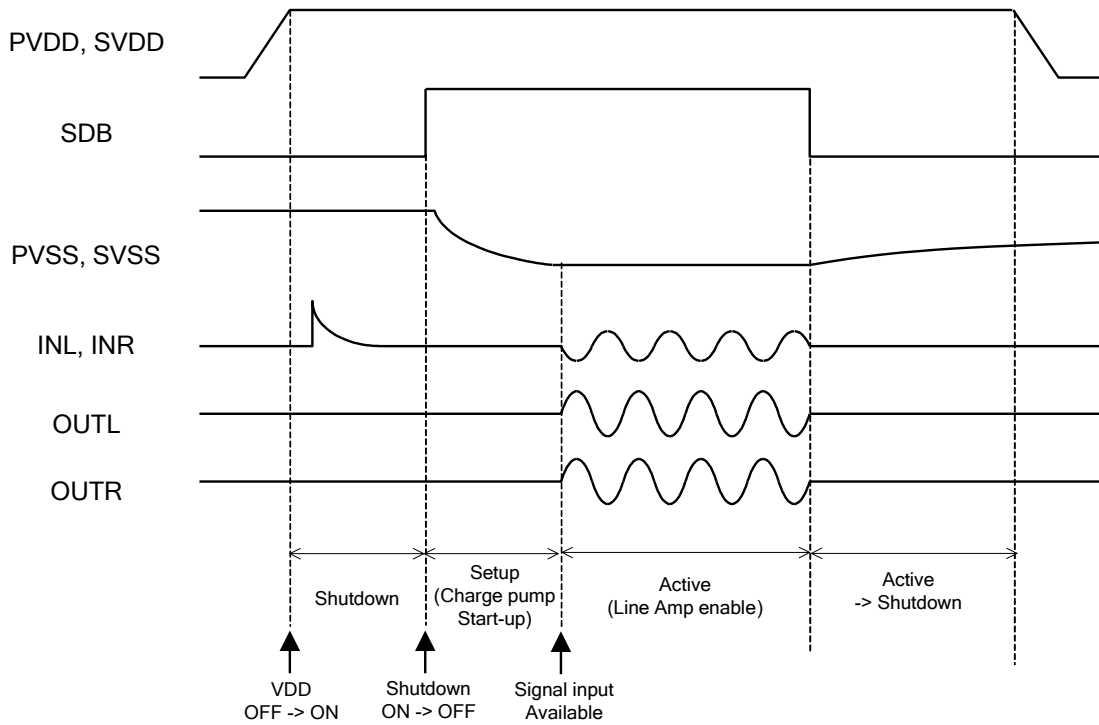 PVDD, SVDD
SDB
PVSS, SVSS
INL, INR
OUTL
OUTR
Shutdown
Setup
(Charge pump
Start-up)
Active
(Line Amp enable)
Active
-> Shutdown
VDD
OFF -> ON
Shutdown
ON -> OFF
Signal input
Available